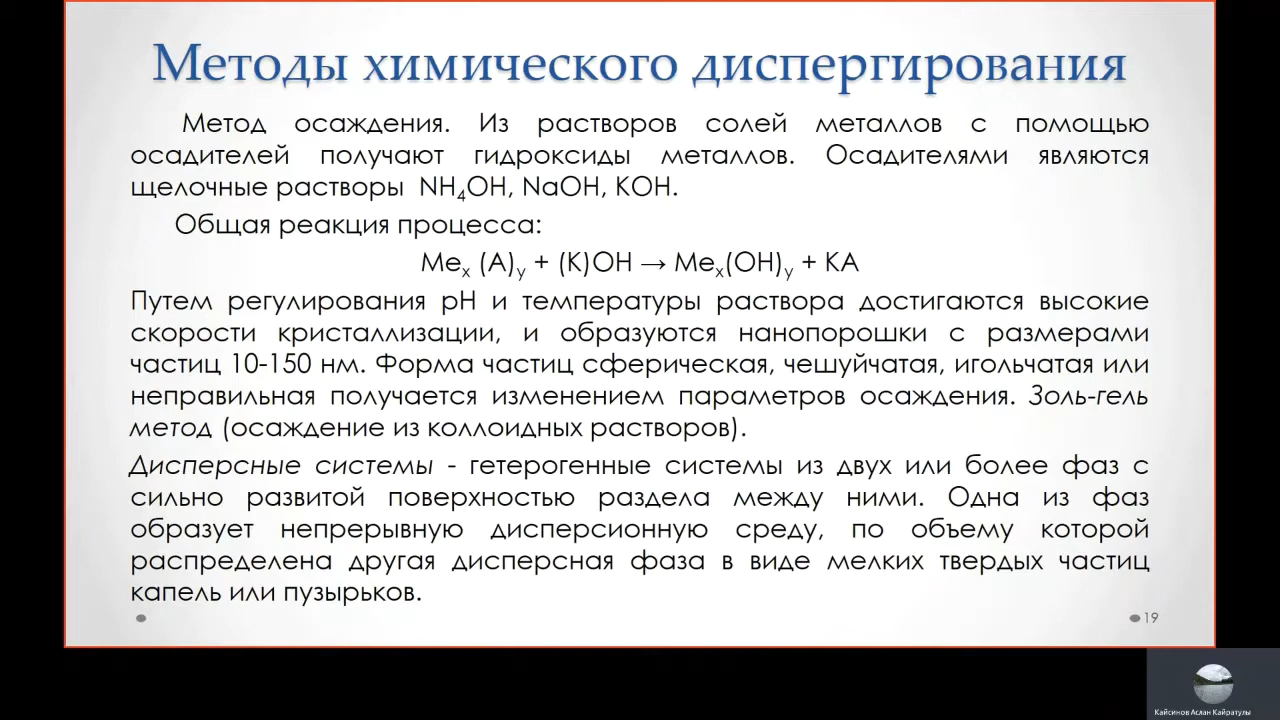 Методы химического диспергирования
Метод осаждения. Из растворов солей металлов с помощью
осадителей получают гидроксиды металлов. Осадителями являются
щелочные растворы NH₄OH, NaOH, KOH.
Общая реакция процесса:
Meₓ (A)ᵧ + (K)OH → Meₓ(OH)ᵧ + KA
Путем регулирования pH и температуры раствора достигаются высокие
скорости кристаллизации, и образуются нанопорошки с размерами
частиц 10-150 нм. Форма частиц сферическая, чешуйчатая, игольчатая или
неправильная получается изменением параметров осаждения. Золь-гель
метод (осаждение из коллоидных растворов).
Дисперсные системы - гетерогенные системы из двух или более фаз с
сильно развитой поверхностью раздела между ними. Одна из фаз
образует непрерывную дисперсионную среду, по объему которой
распределена другая дисперсная фаза в виде мелких твердых частиц
капель или пузырьков.
19
Кайсинов Аслан Кайратулы